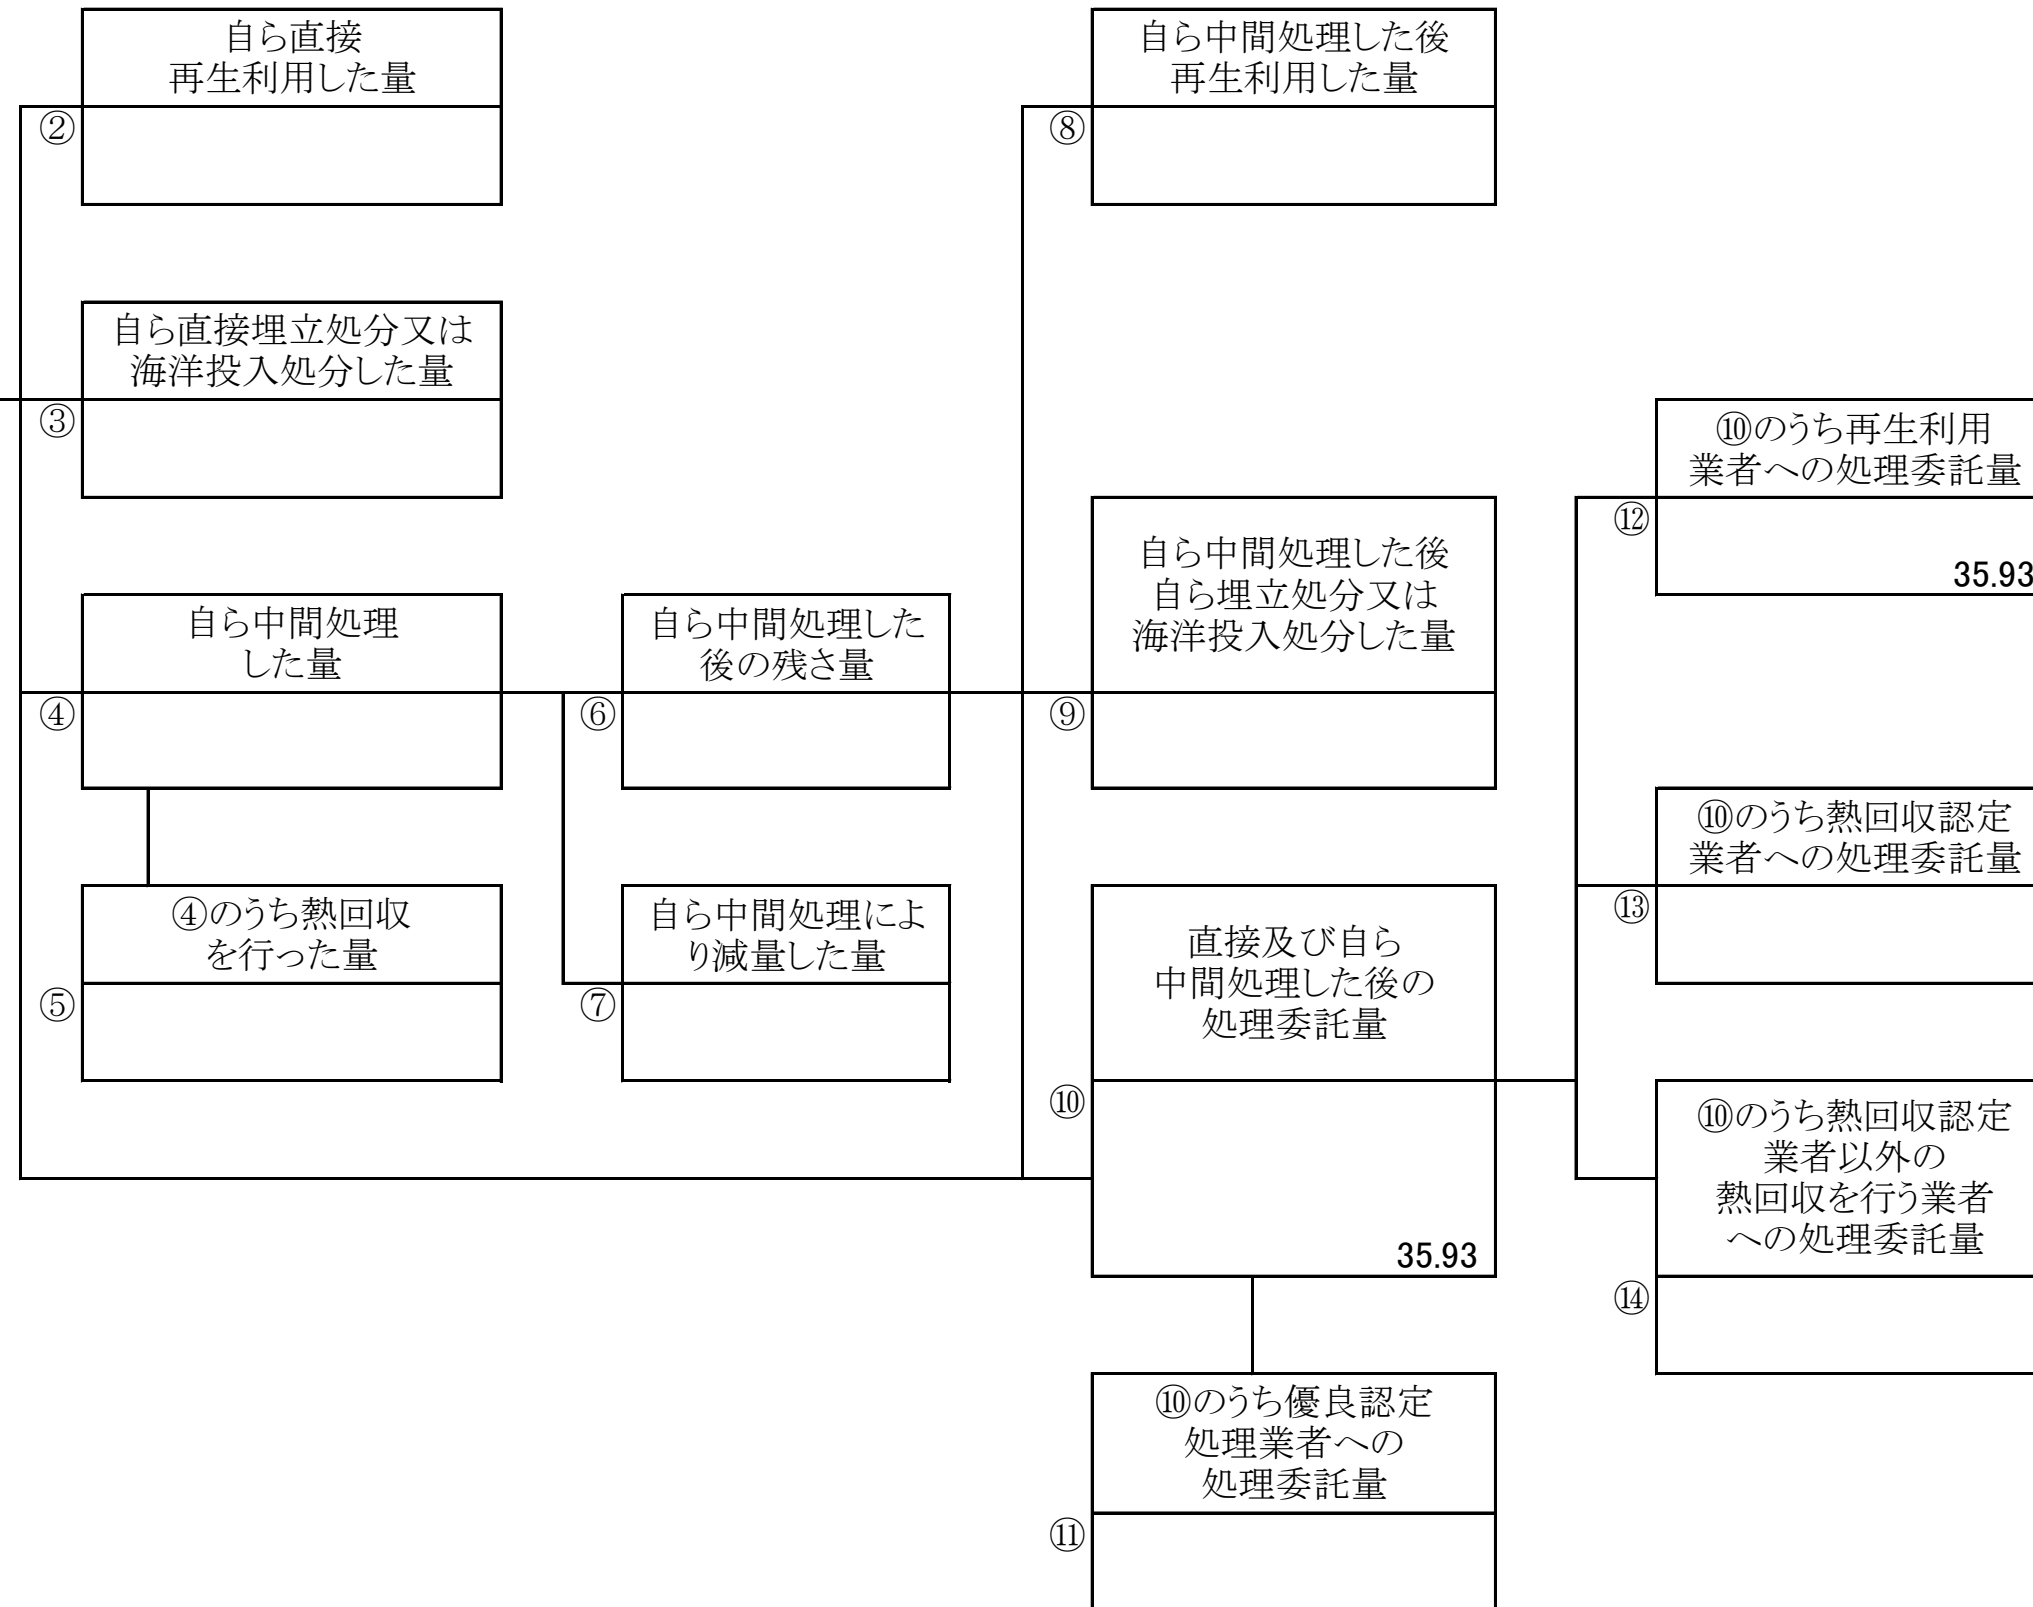 自ら直接
再生利用した量
②
自ら直接埋立処分又は
海洋投入処分した量
③
自ら中間処理
した量
④
④のうち熱回収
を行った量
⑤
自ら中間処理した
後の残さ量
⑥
自ら中間処理によ
り減量した量
⑦
自ら中間処理した後
再生利用した量
⑧
自ら中間処理した後
自ら埋立処分又は
海洋投入処分した量
⑨
直接及び自ら
中間処理した後の
処理委託量
⑩
35.93
⑩のうち優良認定
処理業者への
処理委託量
⑪
⑩のうち再生利用
業者への処理委託量
⑫
35.93
⑩のうち熱回収認定
業者への処理委託量
⑬
⑩のうち熱回収認定
業者以外の
熱回収を行う業者
への処理委託量
⑭